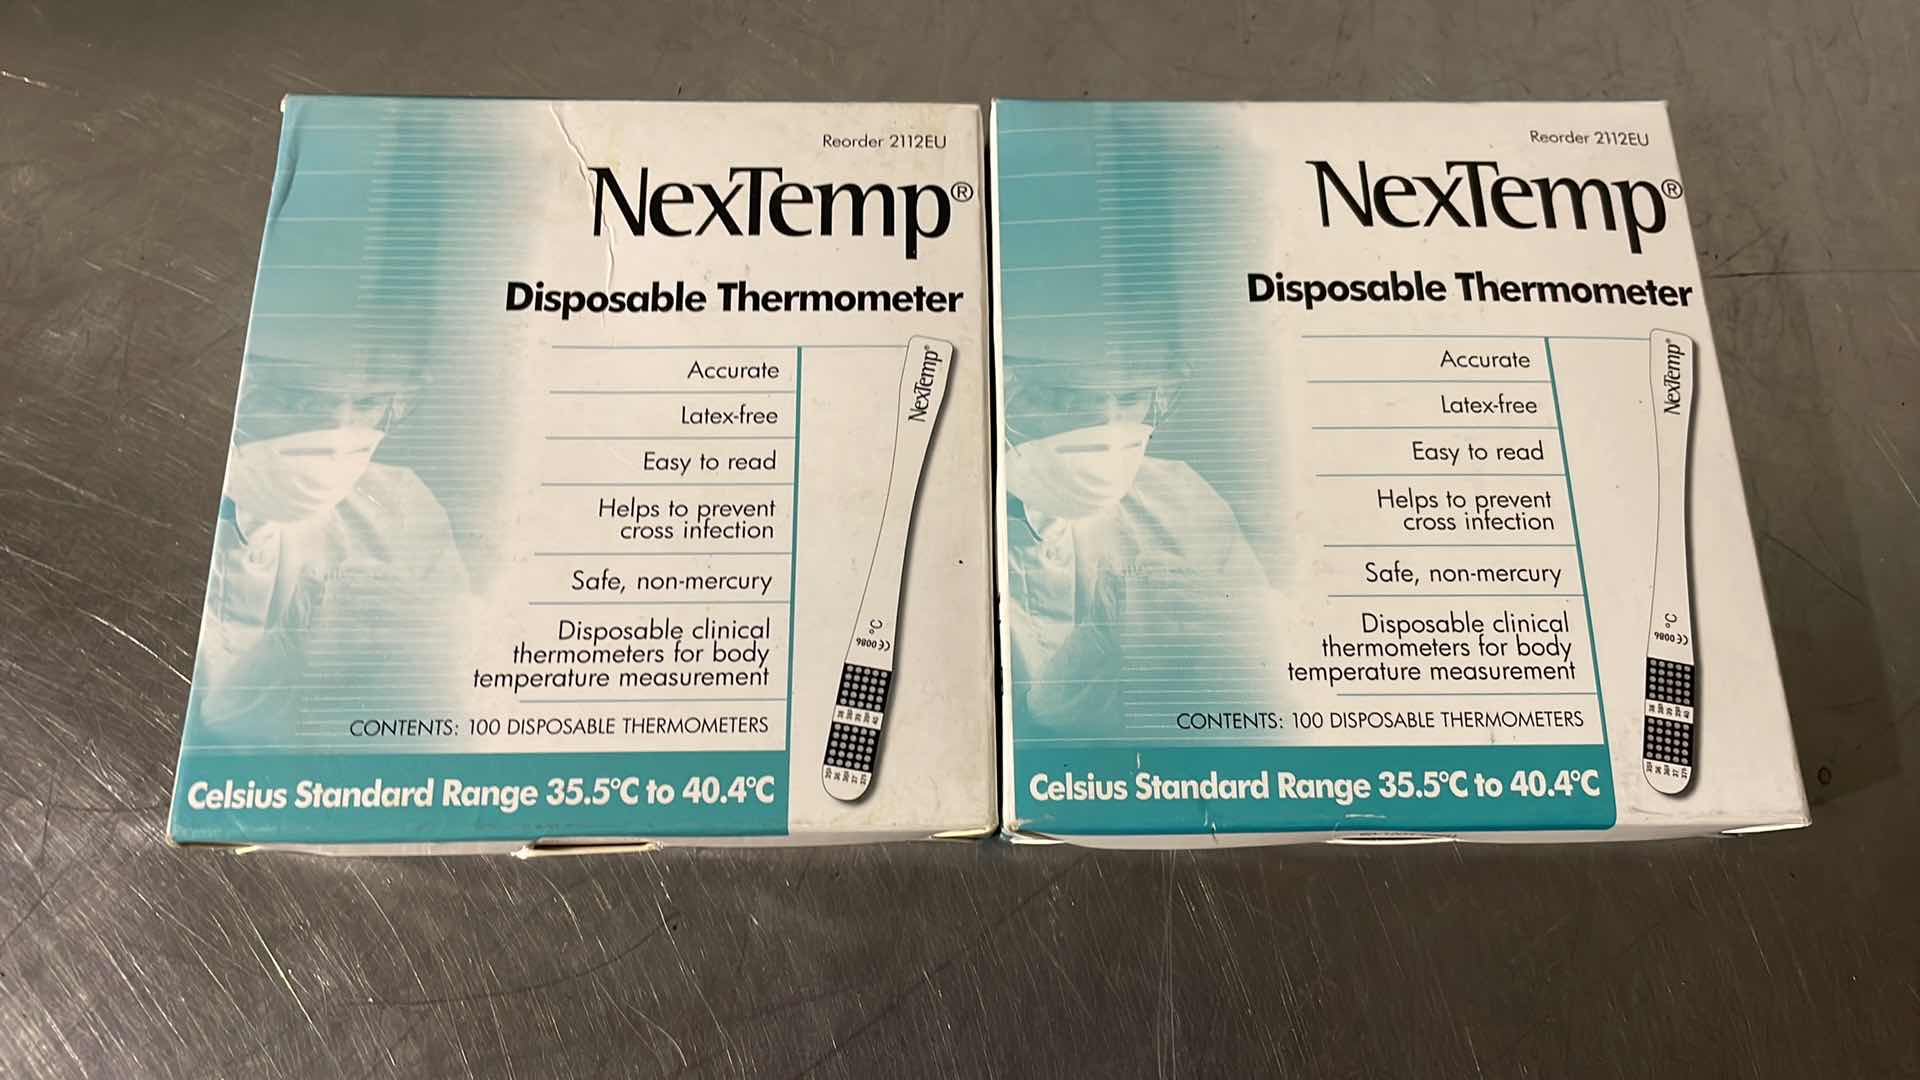 Reorder 2112EU
NexTemp®
Disposable Thermometer
Accurate
Latex-free
Easy to read
Helps to prevent
cross infection
Safe, non-mercury
Disposable clinical
thermometers for body
temperature measurement
CONTENTS: 100 DISPOSABLE THERMOMETERS
Celsius Standard Range 35.5°C to 40.4°C
NexTemp®
°C
CE0086
Reorder 2112EU
NexTemp®
Disposable Thermometer
Accurate
Latex-free
Easy to read
Helps to prevent
cross infection
Safe, non-mercury
Disposable clinical
thermometers for body
temperature measurement
CONTENTS: 100 DISPOSABLE THERMOMETERS
Celsius Standard Range 35.5°C to 40.4°C
NexTemp®
°C
CE0086